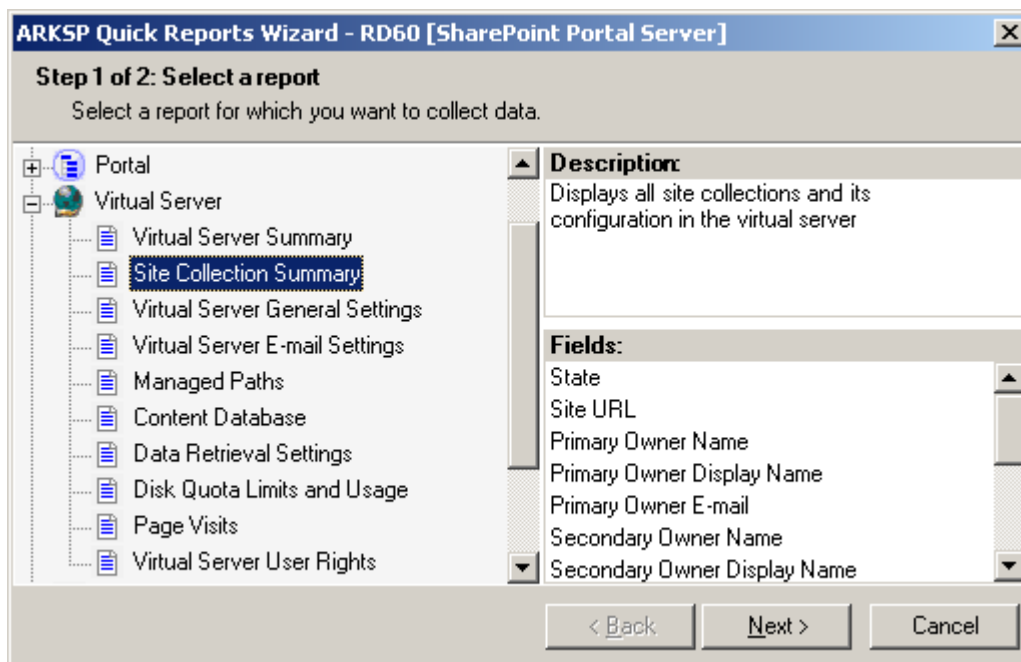 ARKSP Quick Reports Wizard - RD60 [SharePoint Portal Server]
Step 1 of 2: Select a report
Select a report for which you want to collect data.
Portal
Virtual Server
Virtual Server Summary
Site Collection Summary
Virtual Server General Settings
Virtual Server E-mail Settings
Managed Paths
Content Database
Data Retrieval Settings
Disk Quota Limits and Usage
Page Visits
Virtual Server User Rights
Description:
Displays all site collections and its
configuration in the virtual server
Fields:
State
Site URL
Primary Owner Name
Primary Owner Display Name
Primary Owner E-mail
Secondary Owner Name
Secondary Owner Display Name
< Back
Next >
Cancel